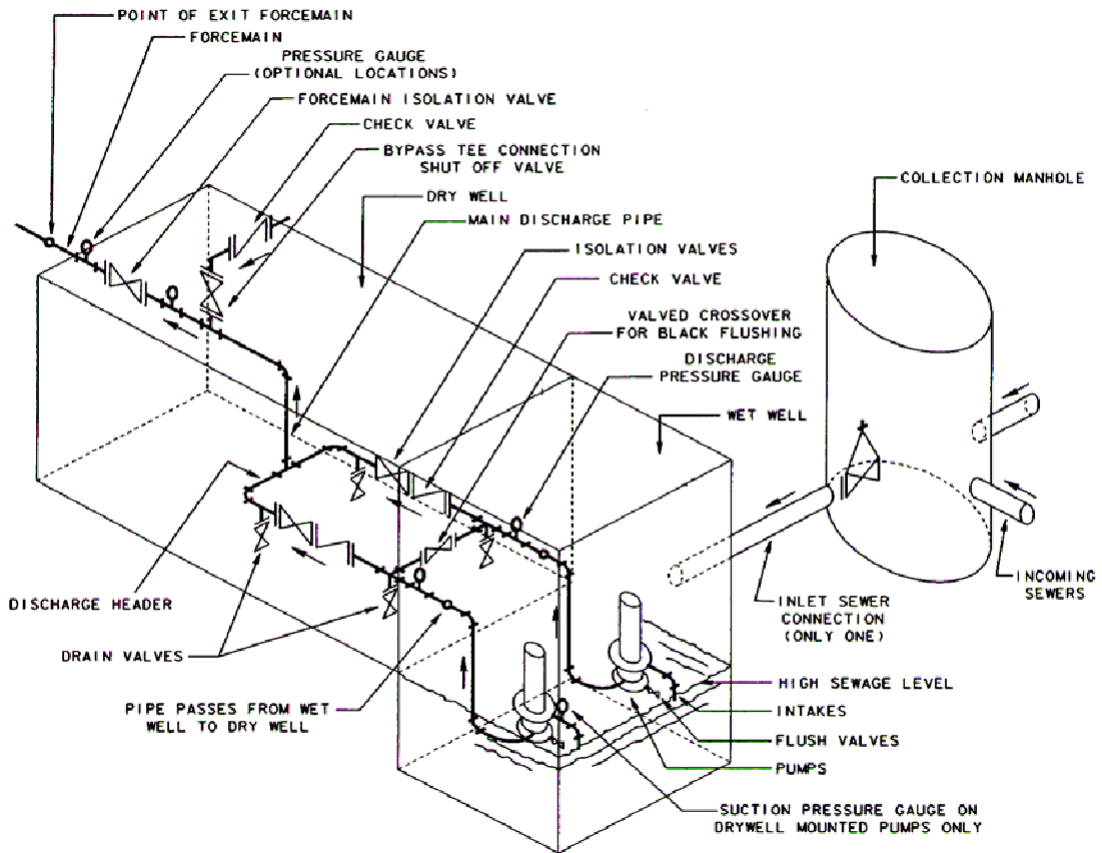 POINT OF EXIT FORCEMAIN
FORCEMAIN
PRESSURE GAUGE
(OPTIONAL LOCATIONS)
FORCEMAIN ISOLATION VALVE
CHECK VALVE
BYPASS TEE CONNECTION
SHUT OFF VALVE
DRY WELL
MAIN DISCHARGE PIPE
ISOLATION VALVES
CHECK VALVE
VALVED CROSSOVER
FOR BLACK FLUSHING
DISCHARGE
PRESSURE GAUGE
WET WELL
COLLECTION MANHOLE
INCOMING
SEWERS
INLET SEWER
CONNECTION
(ONLY ONE)
DISCHARGE HEADER
DRAIN VALVES
PIPE PASSES FROM WET
WELL TO DRY WELL
HIGH SEWAGE LEVEL
INTAKES
FLUSH VALVES
PUMPS
SUCTION PRESSURE GAUGE ON
DRYWELL MOUNTED PUMPS ONLY